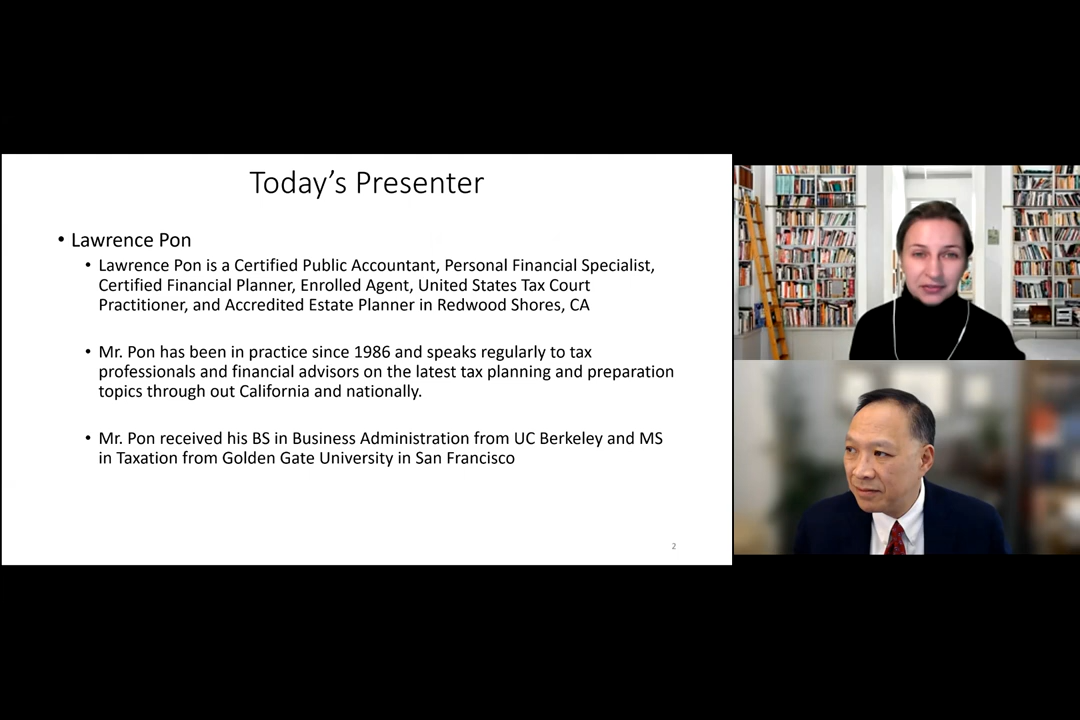 Today’s Presenter
• Lawrence Pon
• Lawrence Pon is a Certified Public Accountant, Personal Financial Specialist,
Certified Financial Planner, Enrolled Agent, United States Tax Court
Practitioner, and Accredited Estate Planner in Redwood Shores, CA
• Mr. Pon has been in practice since 1986 and speaks regularly to tax
professionals and financial advisors on the latest tax planning and preparation
topics through out California and nationally.
• Mr. Pon received his BS in Business Administration from UC Berkeley and MS
in Taxation from Golden Gate University in San Francisco
2